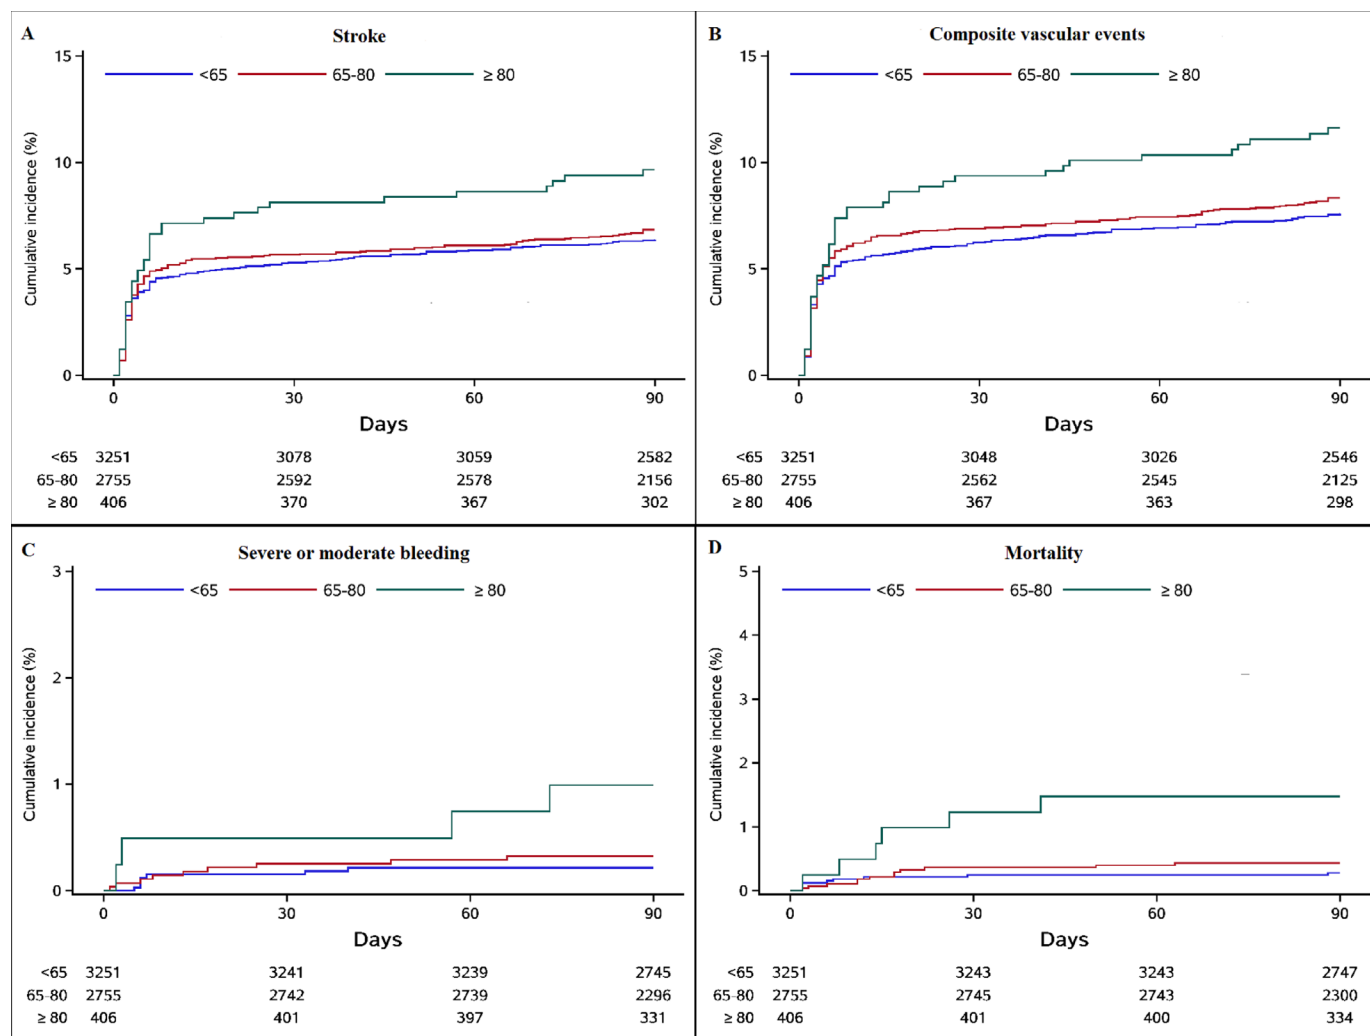 A Stroke
15
<65 65-80 ≥ 80
10
5
0
Cumulative incidence (%)
0 30 60 90
Days
<65 3251 3078 3059 2582
65-80 2755 2592 2578 2156
≥ 80 406 370 367 302
B Composite vascular events
15
<65 65-80 ≥ 80
10
5
0
Cumulative incidence (%)
0 30 60 90
Days
<65 3251 3048 3026 2546
65-80 2755 2562 2545 2125
≥ 80 406 367 363 298
C Severe or moderate bleeding
3
<65 65-80 ≥ 80
2
1
0
Cumulative incidence (%)
0 30 60 90
Days
<65 3251 3241 3239 2745
65-80 2755 2742 2739 2296
≥ 80 406 401 397 331
D Mortality
5
<65 65-80 ≥ 80
4
3
2
1
0
Cumulative incidence (%)
0 30 60 90
Days
<65 3251 3243 3243 2747
65-80 2755 2745 2743 2300
≥ 80 406 401 400 334